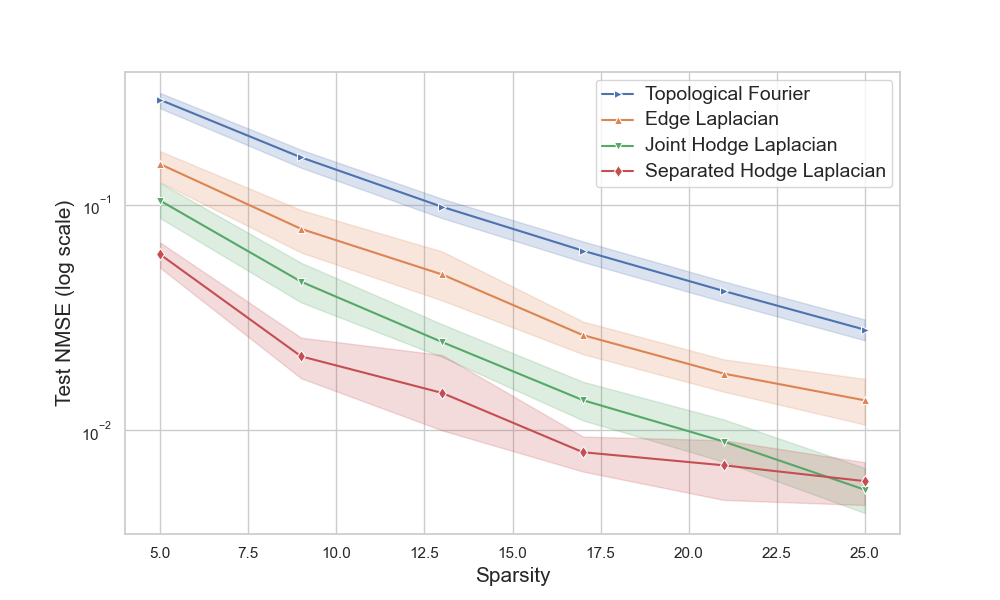 Topological Fourier
Edge Laplacian
Joint Hodge Laplacian
Separated Hodge Laplacian
Test NMSE (log scale)
10⁻¹
10⁻²
5.0 7.5 10.0 12.5 15.0 17.5 20.0 22.5 25.0
Sparsity